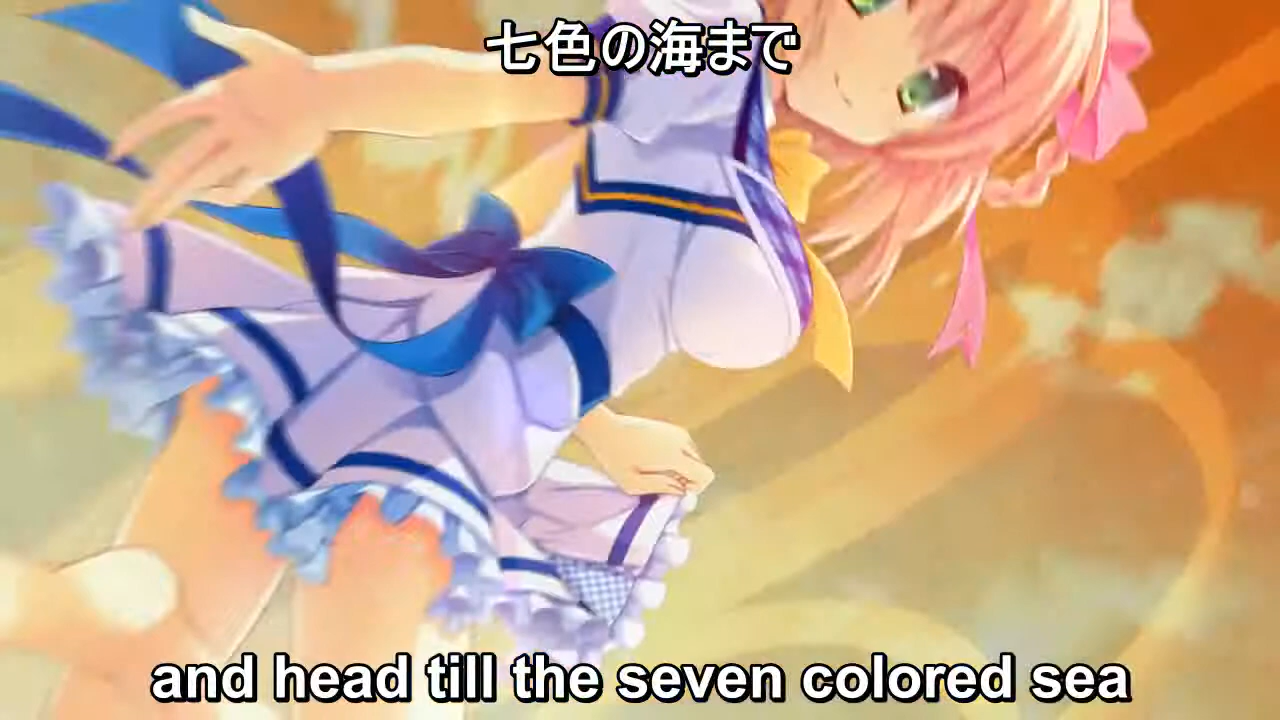 七色の海まで
and head till the seven colored sea